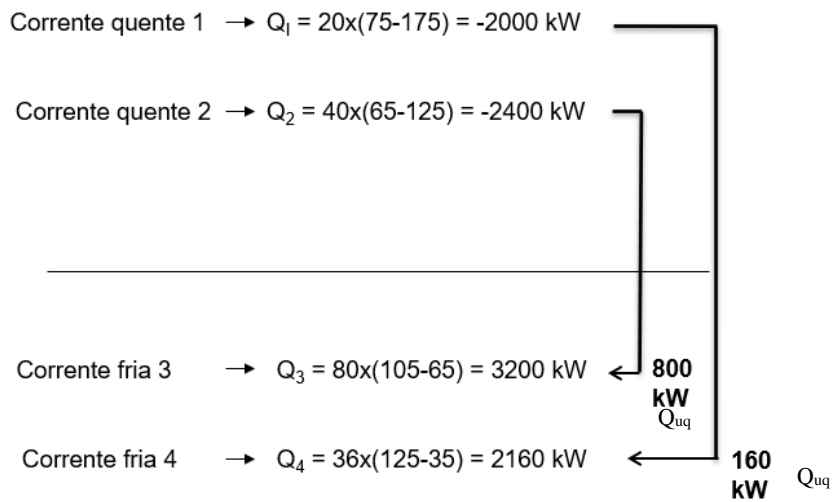 Corrente quente 1 → Qₗ = 20x(75-175) = -2000 kW
Corrente quente 2 → Q₂ = 40x(65-125) = -2400 kW
Corrente fria 3 → Q₃ = 80x(105-65) = 3200 kW
800
kW
Quq
Corrente fria 4 → Q₄ = 36x(125-35) = 2160 kW
160
kW
Quq